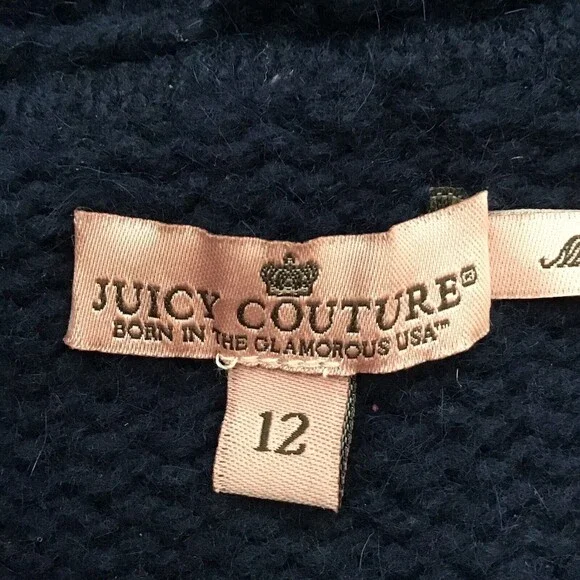 JUICY COUTURE®
BORN IN THE GLAMOROUS USA™
12